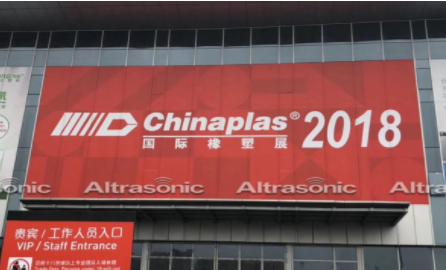 Chinaplas® 2018
国际橡塑展
Altrasonic Altrasonic Altrasonic
贵宾/工作人员入口
VIP / Staff Entrance